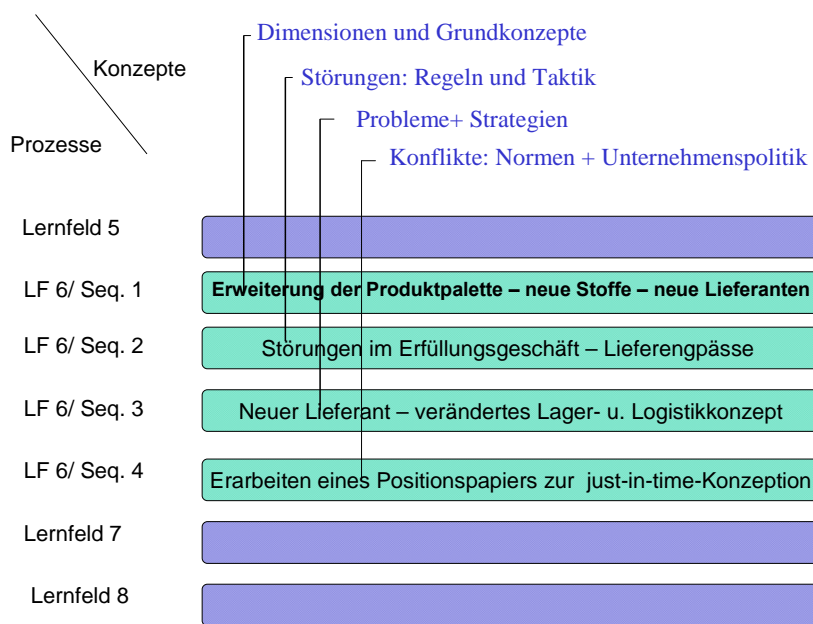 Dimensionen und Grundkonzepte
Konzepte
Störungen: Regeln und Taktik
Probleme+ Strategien
Prozesse
Konflikte: Normen + Unternehmenspolitik
Lernfeld 5
LF 6/ Seq. 1
Erweiterung der Produktpalette – neue Stoffe – neue Lieferanten
LF 6/ Seq. 2
Störungen im Erfüllungsgeschäft – Lieferengpässe
LF 6/ Seq. 3
Neuer Lieferant – verändertes Lager- u. Logistikkonzept
LF 6/ Seq. 4
Erarbeiten eines Positionspapiers zur just-in-time-Konzeption
Lernfeld 7
Lernfeld 8